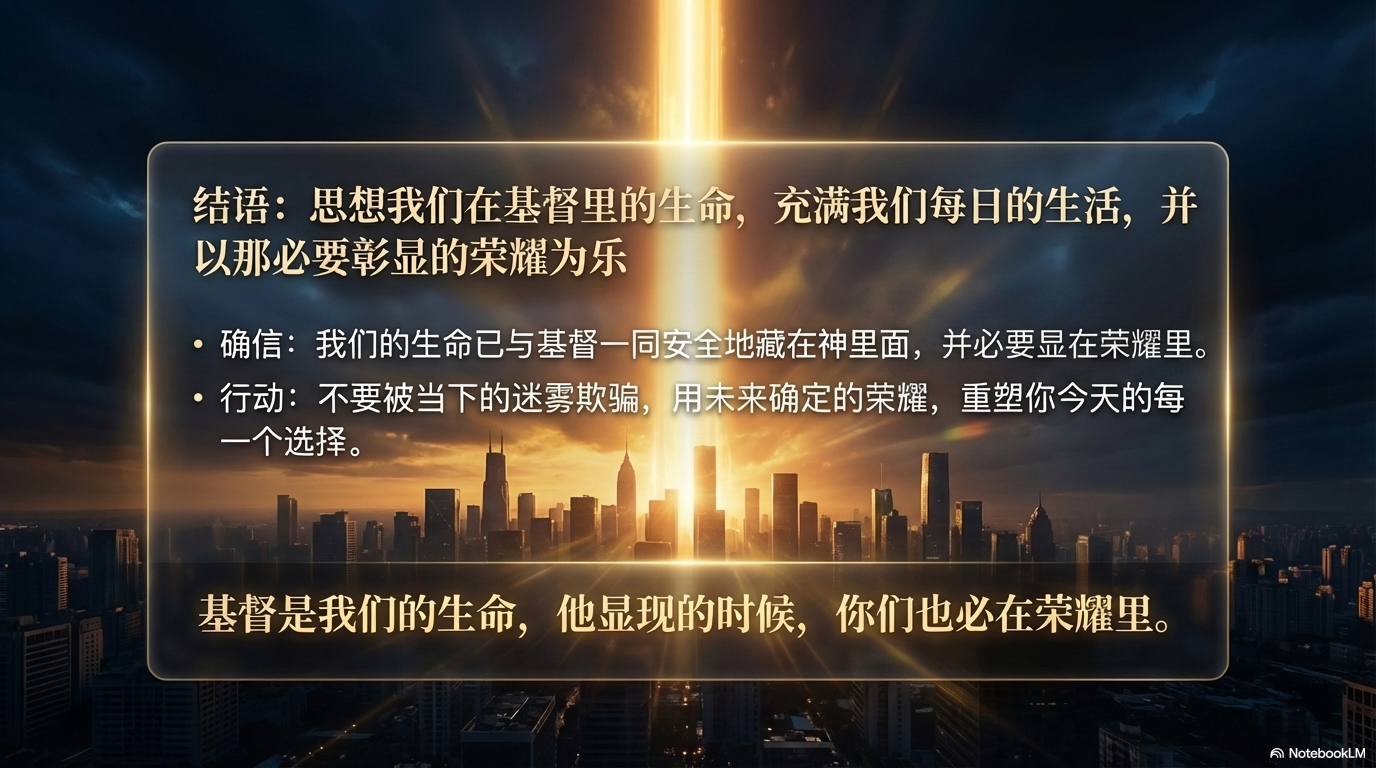 结语：思想我们在基督里的生命，充满我们每日的生活，并
以那必要彰显的荣耀为乐
• 确信：我们的生命已与基督一同安全地藏在神里面，并必要显在荣耀里。
• 行动：不要被当下的迷雾欺骗，用未来确定的荣耀，重塑你今天的每
一个选择。
基督是我们的生命，他显现的时候，你们也必在荣耀里。
NotebookLM